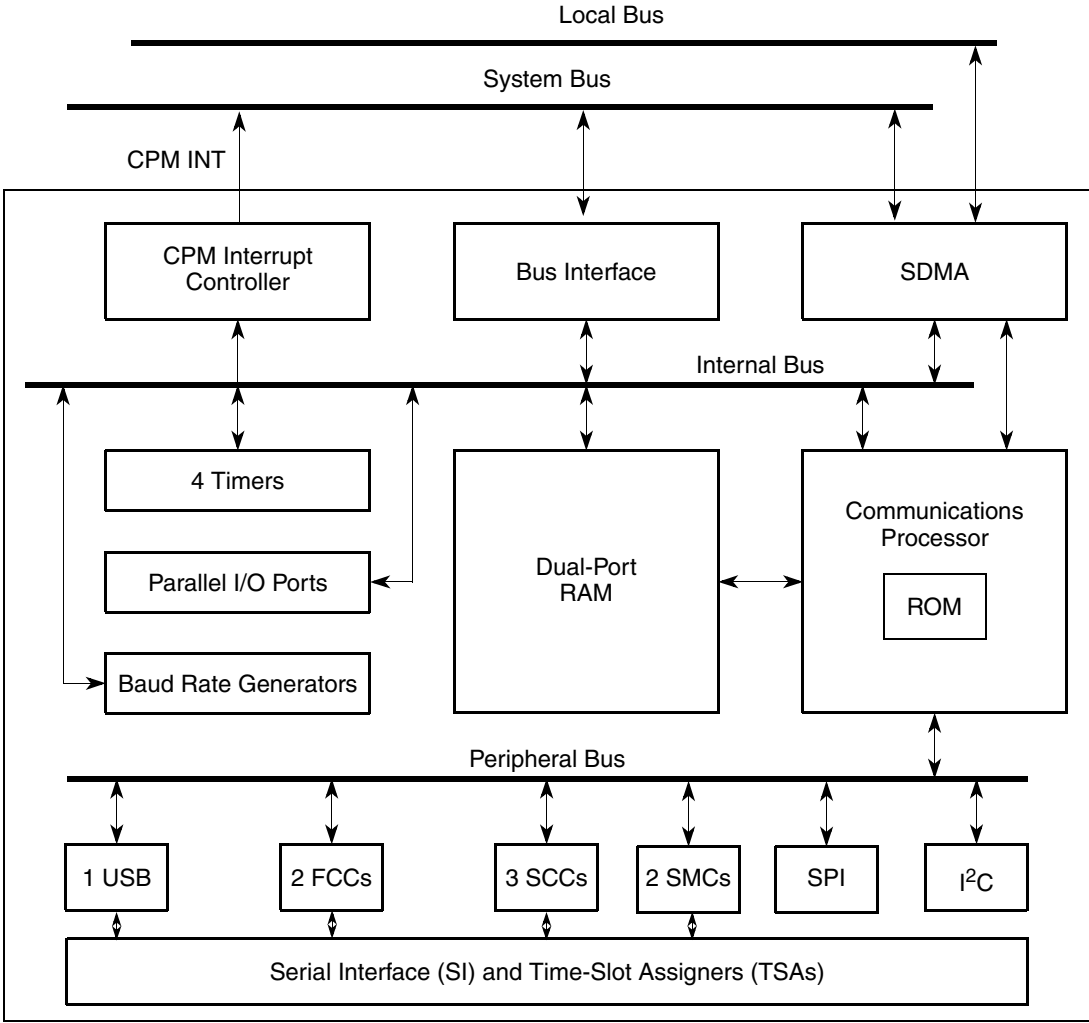 Local Bus
System Bus
CPM INT
CPM Interrupt
Controller
Bus Interface
SDMA
Internal Bus
4 Timers
Parallel I/O Ports
Baud Rate Generators
Dual-Port
RAM
Communications
Processor
ROM
Peripheral Bus
1 USB
2 FCCs
3 SCCs
2 SMCs
SPI
I²C
Serial Interface (SI) and Time-Slot Assigners (TSAs)